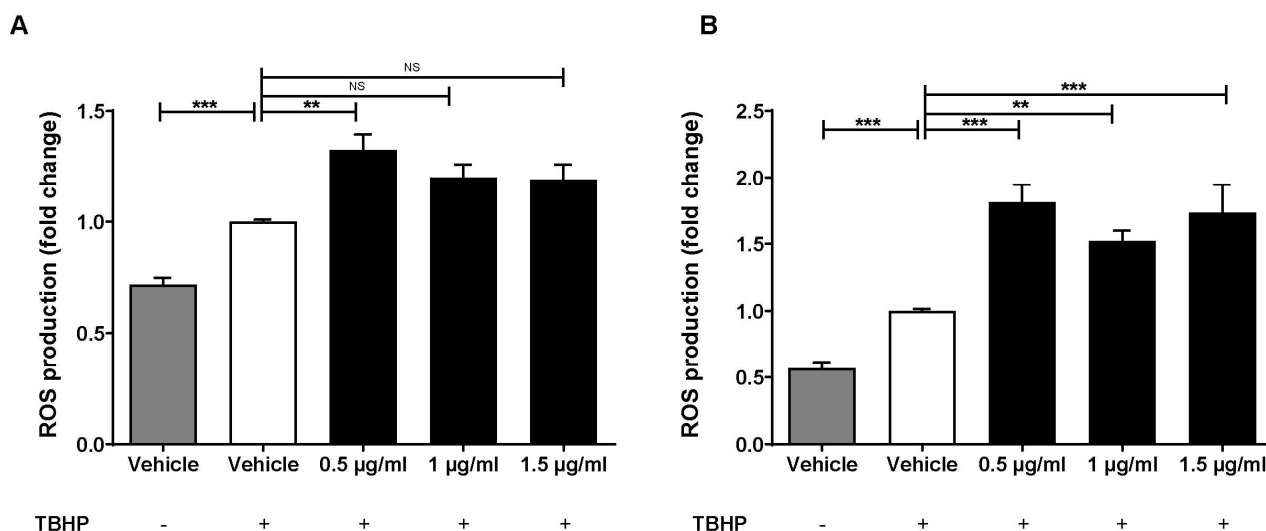 A
ROS production (fold change)
1.5
1.0
0.5
0.0
NS
NS
*** **
Vehicle Vehicle 0.5 µg/ml 1 µg/ml 1.5 µg/ml
TBHP - + + + +
B
ROS production (fold change)
2.5
2.0
1.5
1.0
0.5
0.0
***
**
*** ***
Vehicle Vehicle 0.5 µg/ml 1 µg/ml 1.5 µg/ml
TBHP - + + + +